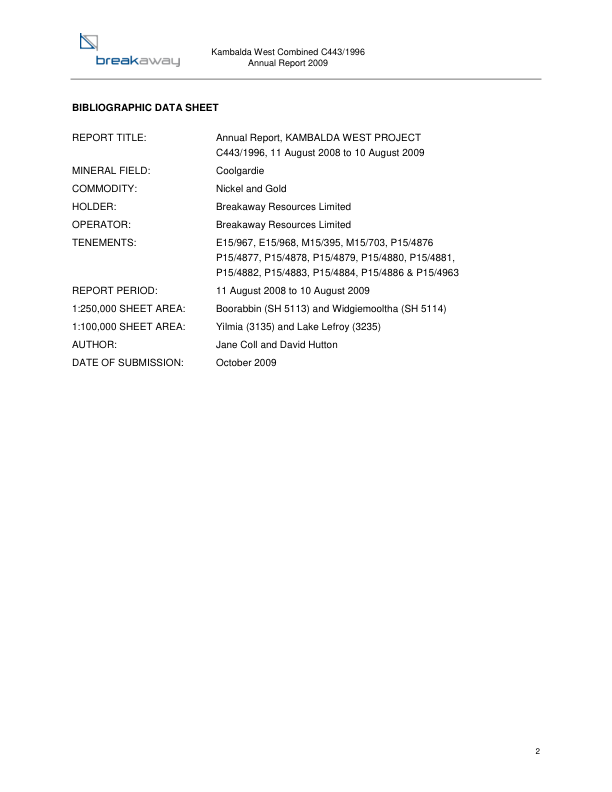 breakaway
Kambalda West Combined C443/1996
Annual Report 2009
BIBLIOGRAPHIC DATA SHEET
REPORT TITLE: Annual Report, KAMBALDA WEST PROJECT
C443/1996, 11 August 2008 to 10 August 2009
MINERAL FIELD: Coolgardie
COMMODITY: Nickel and Gold
HOLDER: Breakaway Resources Limited
OPERATOR: Breakaway Resources Limited
TENEMENTS: E15/967, E15/968, M15/395, M15/703, P15/4876
P15/4877, P15/4878, P15/4879, P15/4880, P15/4881,
P15/4882, P15/4883, P15/4884, P15/4886 & P15/4963
REPORT PERIOD: 11 August 2008 to 10 August 2009
1:250,000 SHEET AREA: Boorabbin (SH 5113) and Widgiemooltha (SH 5114)
1:100,000 SHEET AREA: Yilmia (3135) and Lake Lefroy (3235)
AUTHOR: Jane Coll and David Hutton
DATE OF SUBMISSION: October 2009
2